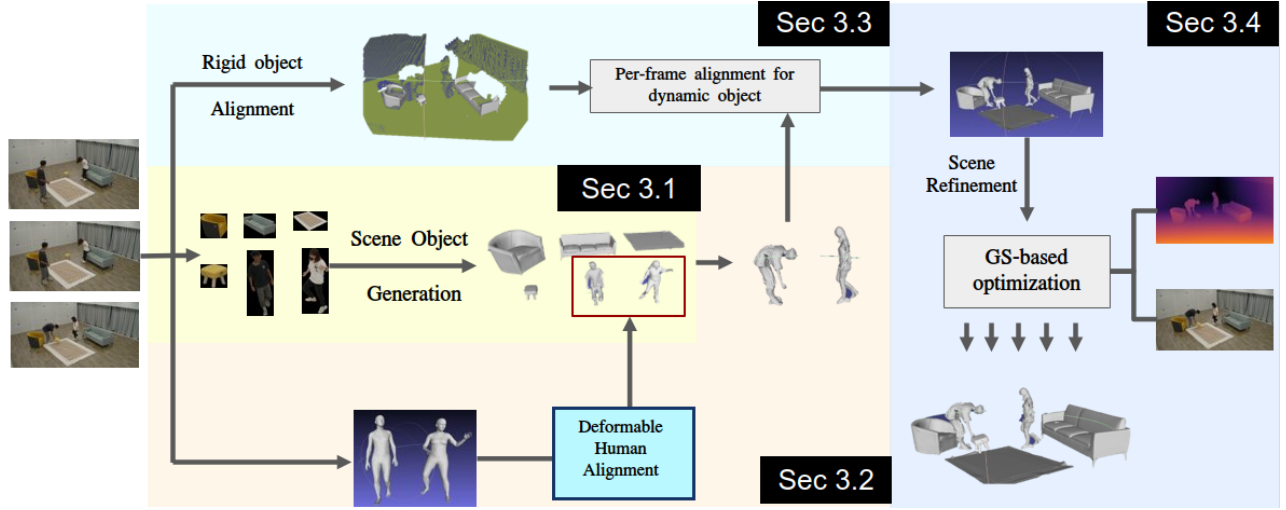 Sec 3.3
Sec 3.4
Rigid object
Alignment
Per-frame alignment for
dynamic object
Scene
Refinement
Sec 3.1
Scene Object
Generation
GS-based
optimization
Deformable
Human
Alignment
Sec 3.2